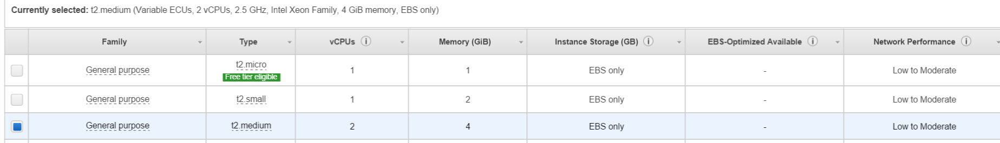 Currently selected: t2.medium (Variable ECUs, 2 vCPUs, 2.5 GHz, Intel Xeon Family, 4 GiB memory, EBS only)
Family Type vCPUs i Memory (GiB) Instance Storage (GB) i EBS-Optimized Available i Network Performance i
General purpose t2.micro 1 1 EBS only - Low to Moderate
Free tier eligible
General purpose t2.small 1 2 EBS only - Low to Moderate
General purpose t2.medium 2 4 EBS only - Low to Moderate